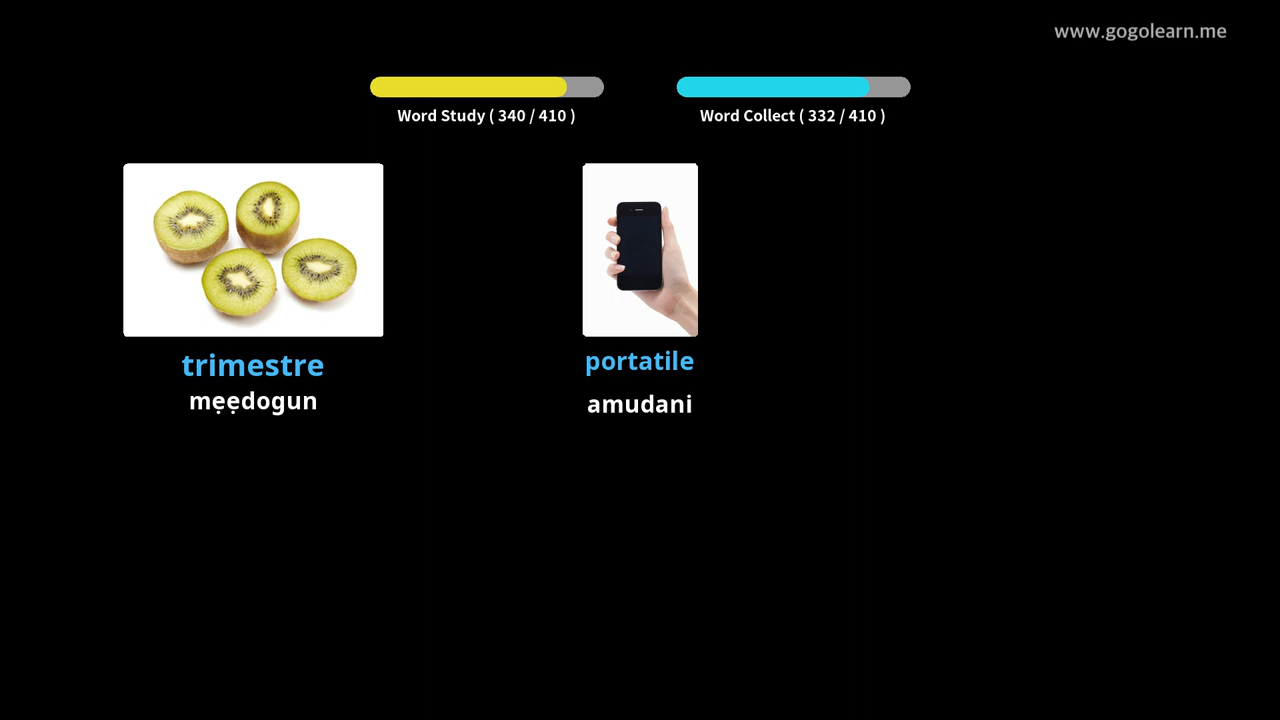 www.gogolearn.me
Word Study ( 340 / 410 )
Word Collect ( 332 / 410 )
trimestre
mẹẹdogun
portatile
amudani